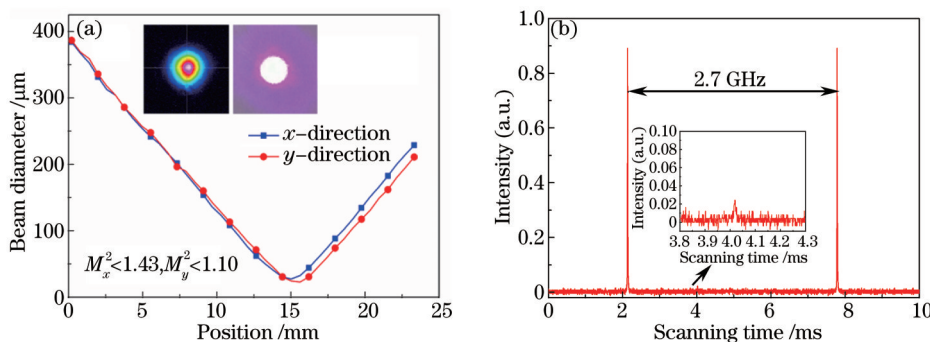 (a)
400
300
200
100
0
Beam diameter /μm
x-direction
y-direction
M²ₓ<1.43,M²ᵧ<1.10
0 5 10 15 20 25
Position /mm
(b)
1.0
0.8
0.6
0.4
0.2
0
Intensity (a.u.)
2.7 GHz
0.10
0.08
0.06
0.04
0.02
0
Intensity (a.u.)
3.8 3.9 4.0 4.1 4.2 4.3
Scanning time /ms
0 2 4 6 8 10
Scanning time /ms